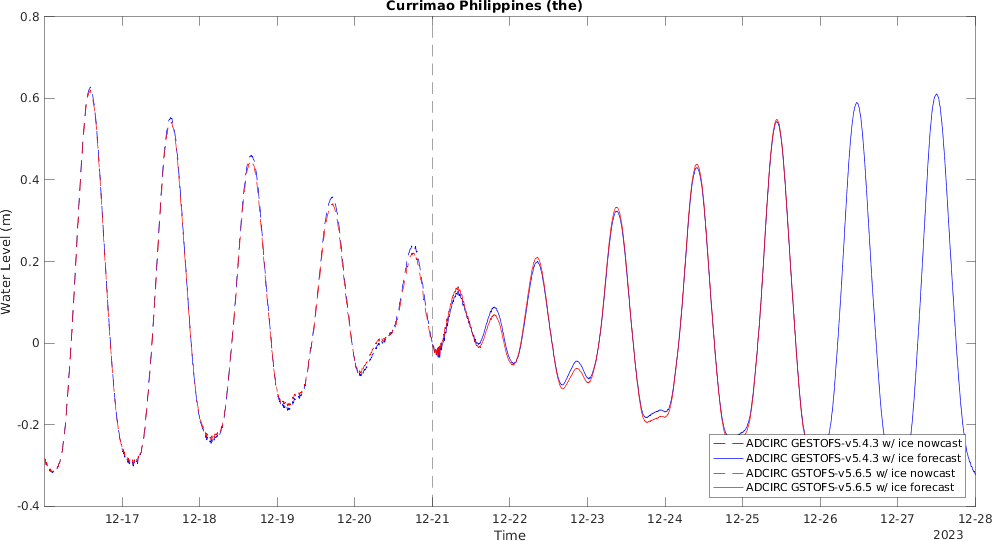 Currimao Philippines (the)
0.8
0.6
0.4
0.2
0
-0.2
-0.4
Water Level (m)
12-17 12-18 12-19 12-20 12-21 12-22 12-23 12-24 12-25 12-26 12-27 12-28
Time
2023
ADCIRC GESTOFS-v5.4.3 w/ ice nowcast
ADCIRC GESTOFS-v5.4.3 w/ ice forecast
ADCIRC GSTOFS-v5.6.5 w/ ice nowcast
ADCIRC GSTOFS-v5.6.5 w/ ice forecast